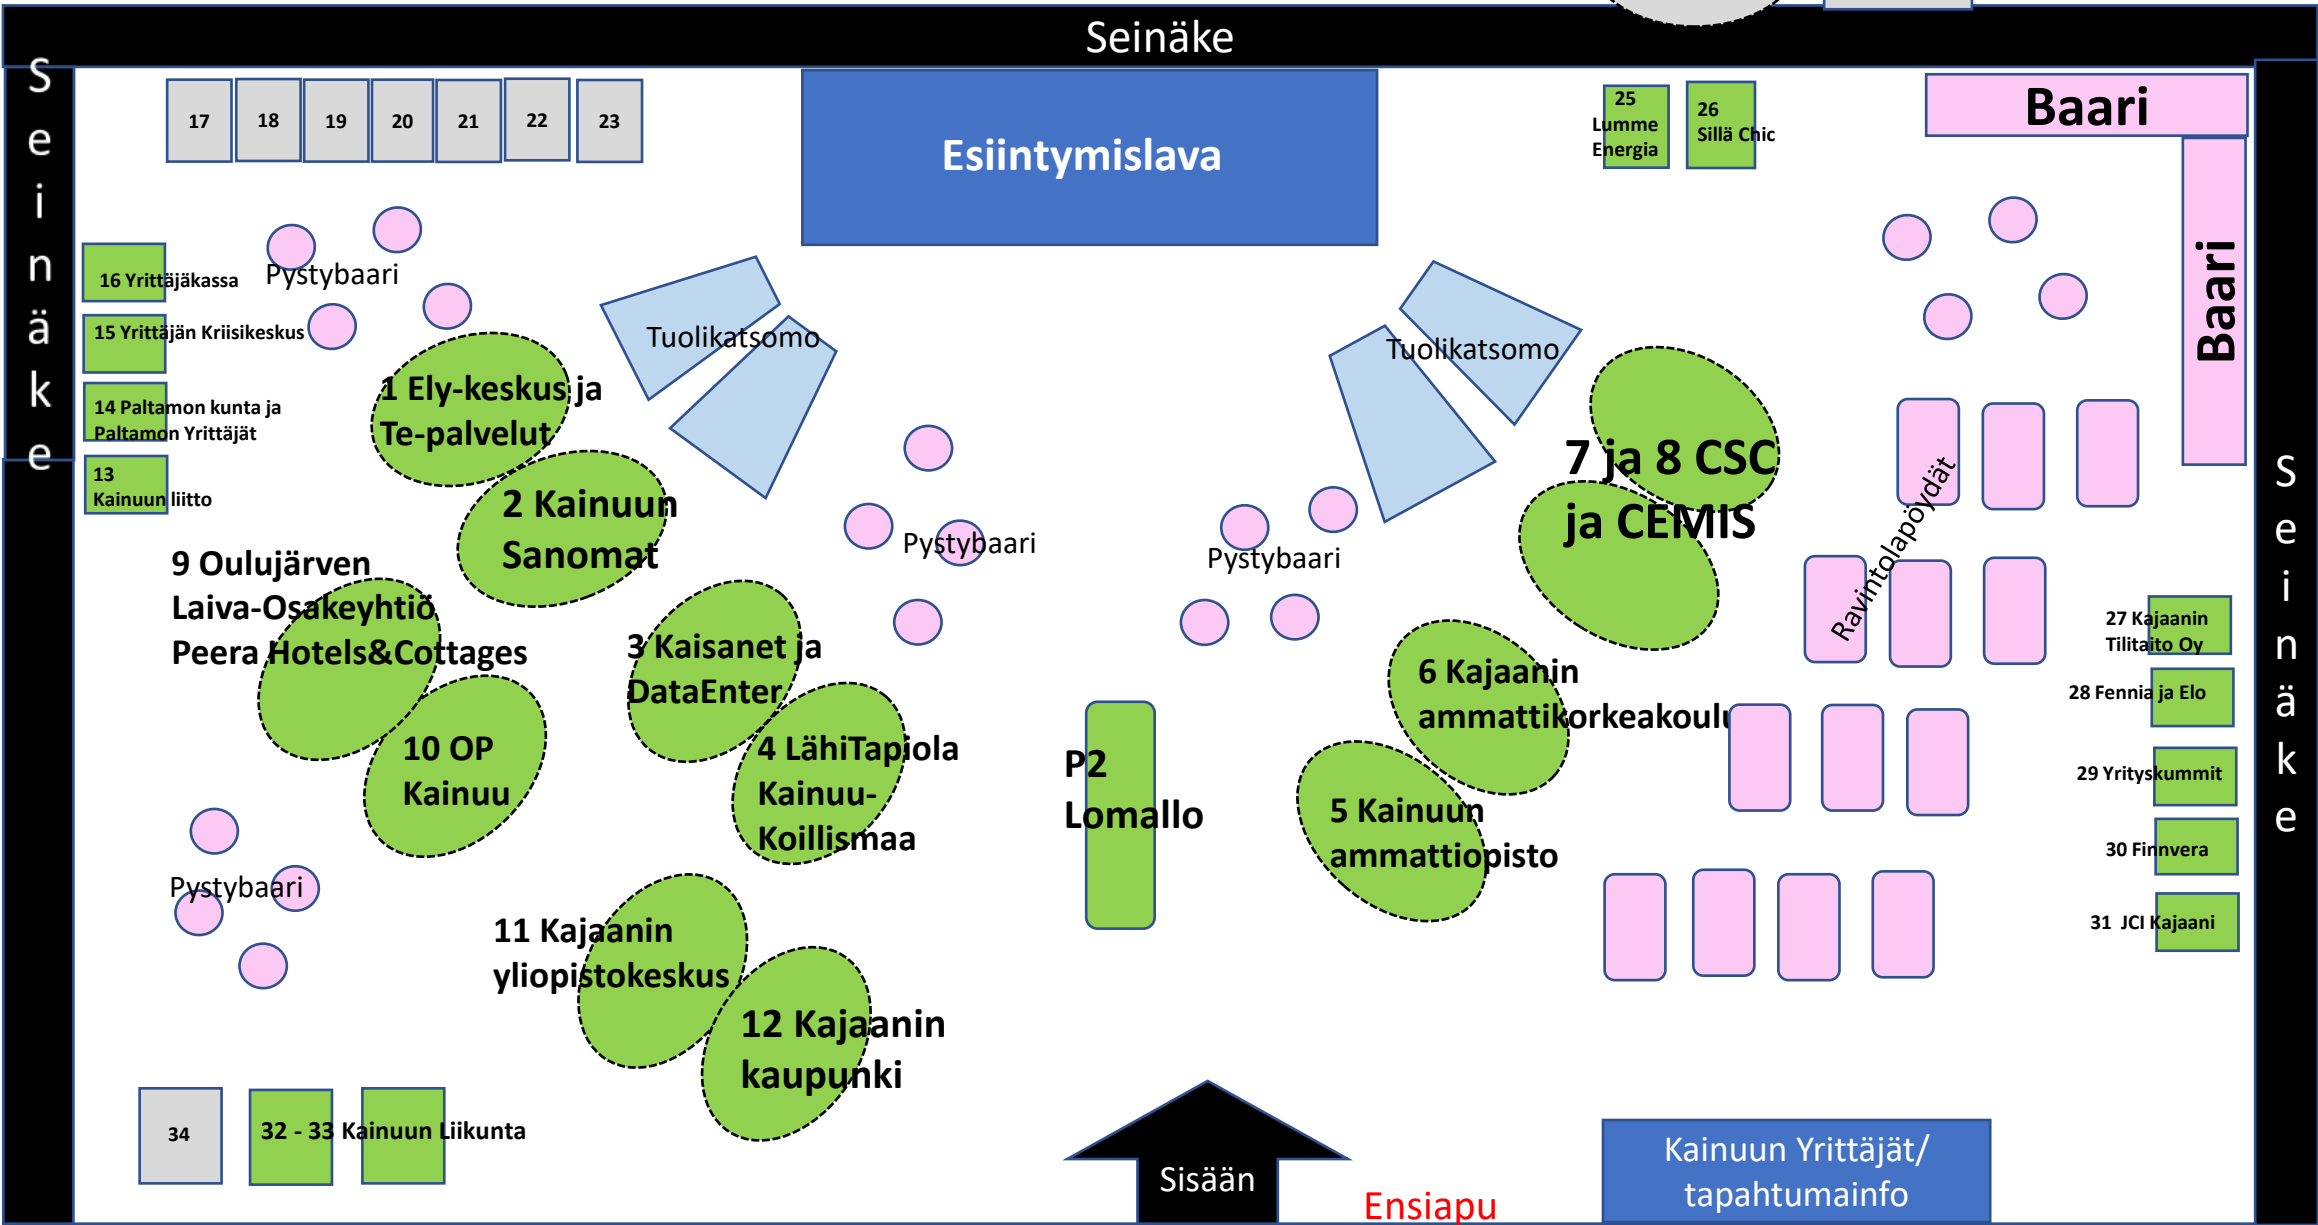 Seinäke
Seinäke
Seinäke
17
18
19
20
21
22
23
Esiintymislava
25
Lumme
Energia
26
Sillä Chic
Baari
Baari
16 Yrittäjäkassa
Pystybaari
15 Yrittäjän Kriisikeskus
14 Paltamon kunta ja
Paltamon Yrittäjät
13
Kainuun liitto
Tuolikatsomo
Tuolikatsomo
1 Ely-keskus ja
Te-palvelut
2 Kainuun
Sanomat
7 ja 8 CSC
ja CEMIS
Pystybaari
Pystybaari
Ravintolapöydät
9 Oulujärven
Laiva-Osakeyhtiö
Peera Hotels&Cottages
3 Kaisanet ja
DataEnter
6 Kajaanin
ammattikorkeakoulu
27 Kajaanin
Tilitaito Oy
28 Fennia ja Elo
29 Yrityskummit
30 Finnvera
31 JCI Kajaani
10 OP
Kainuu
4 LähiTapiola
Kainuu-
Koillismaa
P2
Lomallo
5 Kainuun
ammattiopisto
Pystybaari
11 Kajaanin
yliopistokeskus
12 Kajaanin
kaupunki
34
32 - 33 Kainuun Liikunta
Sisään
Ensiapu
Kainuun Yrittäjät/
tapahtumainfo